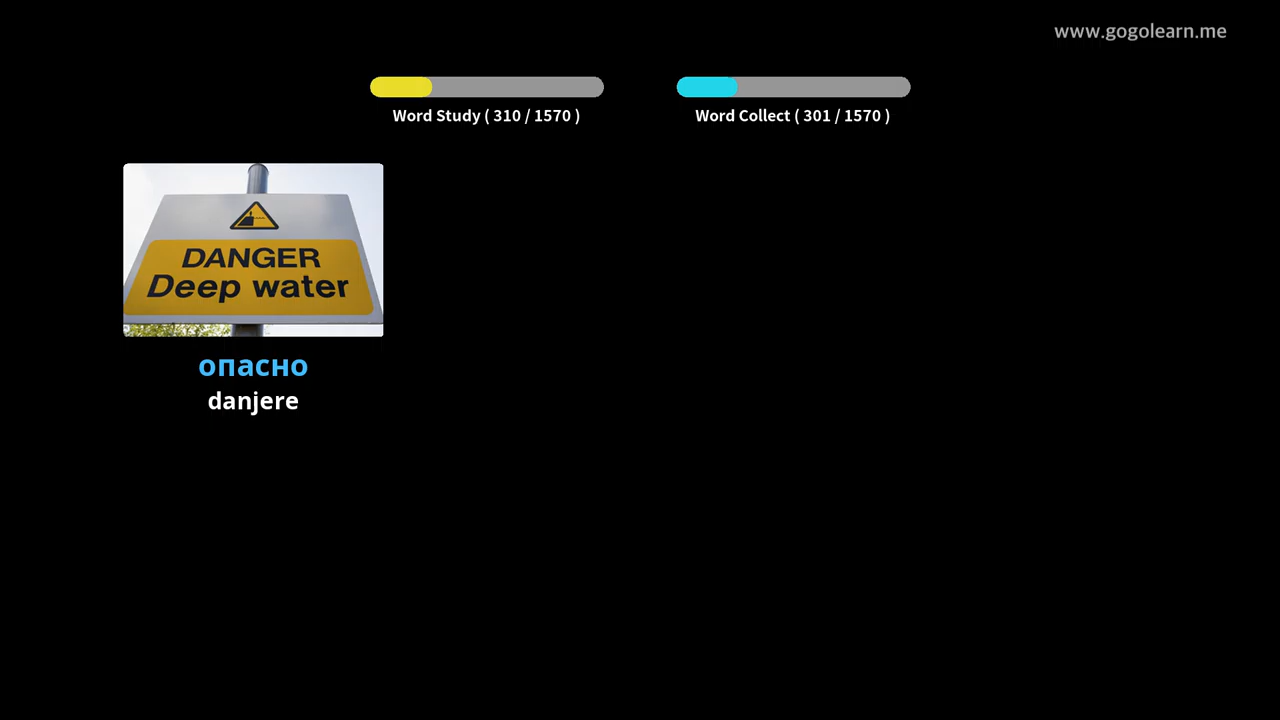 www.gogolearn.me
Word Study ( 310 / 1570 )
Word Collect ( 301 / 1570 )
DANGER
Deep water
опасно
danjere